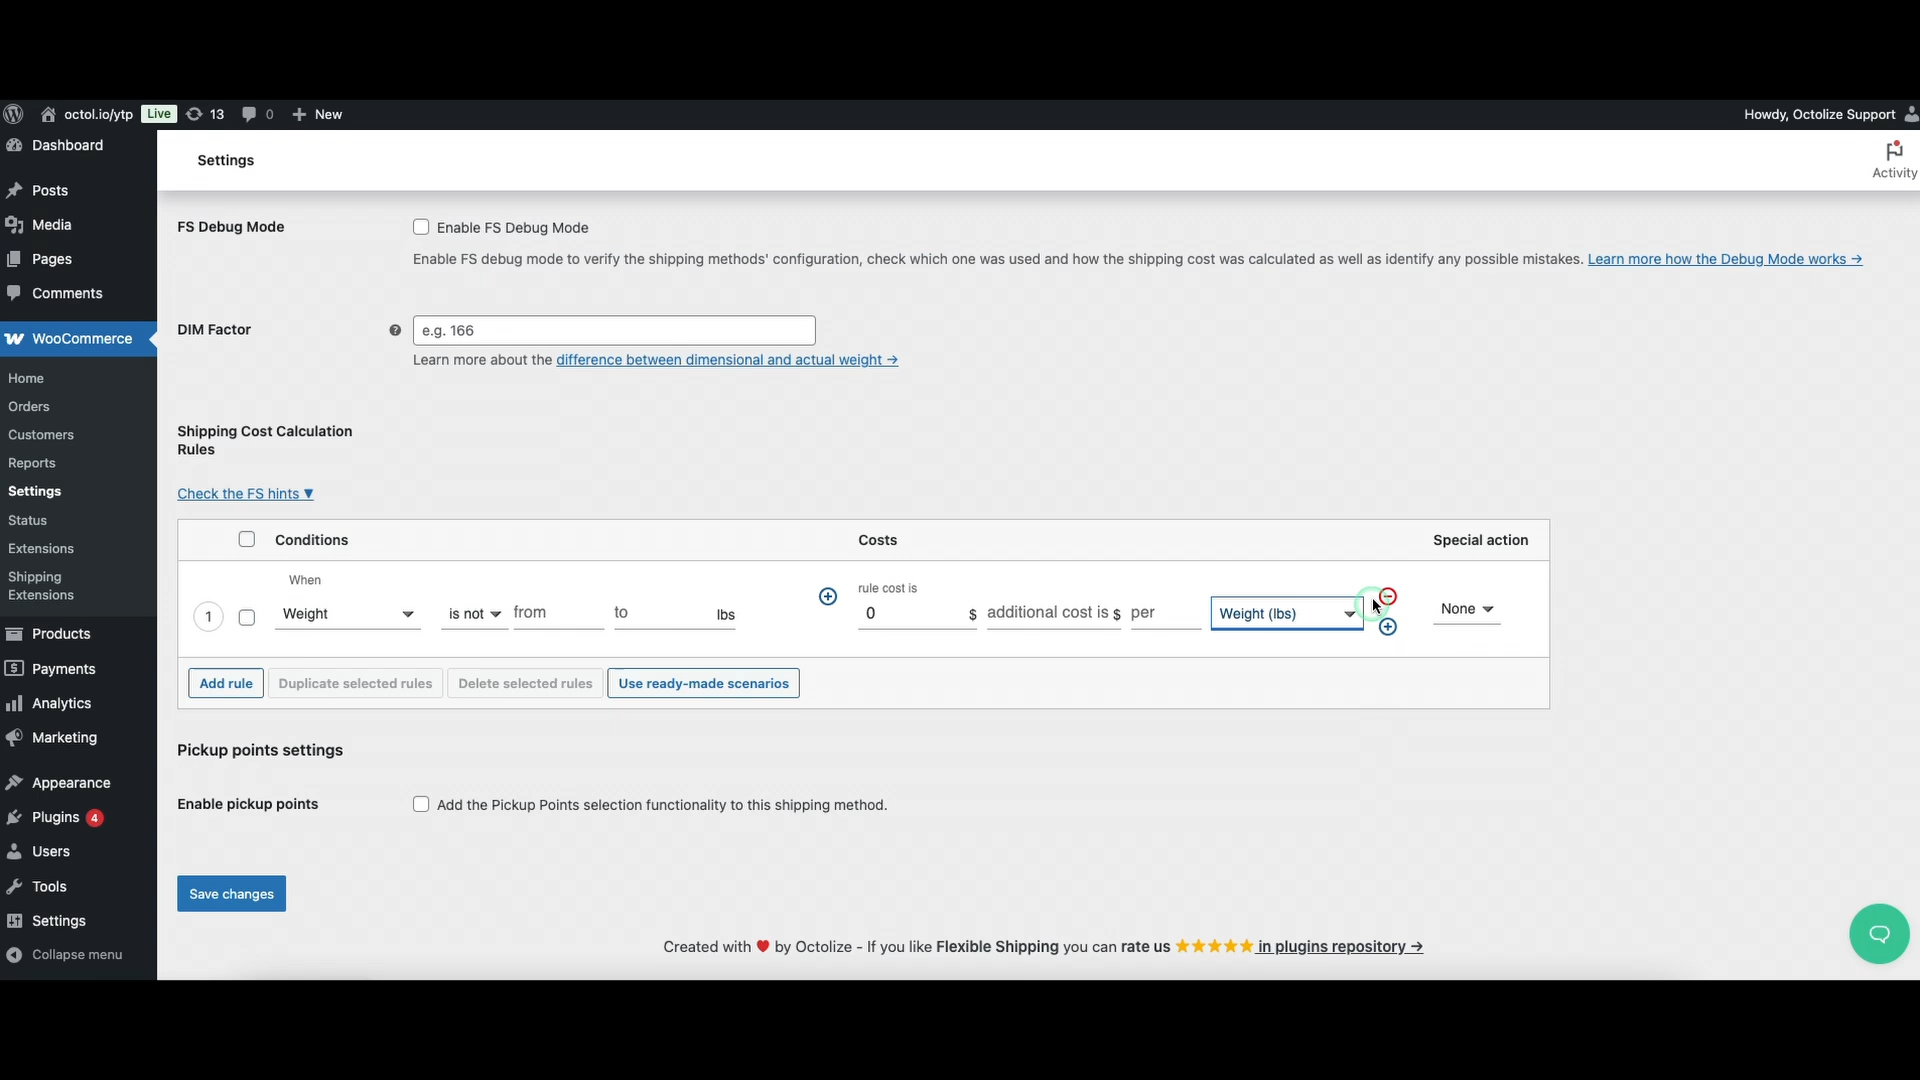 octol.io/ytp Live 13 0 New Howdy, Octolize Support
Dashboard
Posts
Media
Pages
Comments
WooCommerce
Home
Orders
Customers
Reports
Settings
Status
Extensions
Shipping
Extensions
Products
Payments
Analytics
Marketing
Appearance
Plugins 4
Users
Tools
Settings
Collapse menu
Settings
Activity
FS Debug Mode
Enable FS Debug Mode
Enable FS debug mode to verify the shipping methods' configuration, check which one was used and how the shipping cost was calculated as well as identify any possible mistakes. Learn more how the Debug Mode works →
DIM Factor ? e.g. 166
Learn more about the difference between dimensional and actual weight →
Shipping Cost Calculation
Rules
Check the FS hints ▼
Conditions Costs Special action
When rule cost is
1 Weight is not from to lbs 0 $ additional cost is $ per Weight (lbs) None
Add rule Duplicate selected rules Delete selected rules Use ready-made scenarios
Pickup points settings
Enable pickup points Add the Pickup Points selection functionality to this shipping method.
Save changes
Created with ♥ by Octolize - If you like Flexible Shipping you can rate us ★★★★★ in plugins repository →